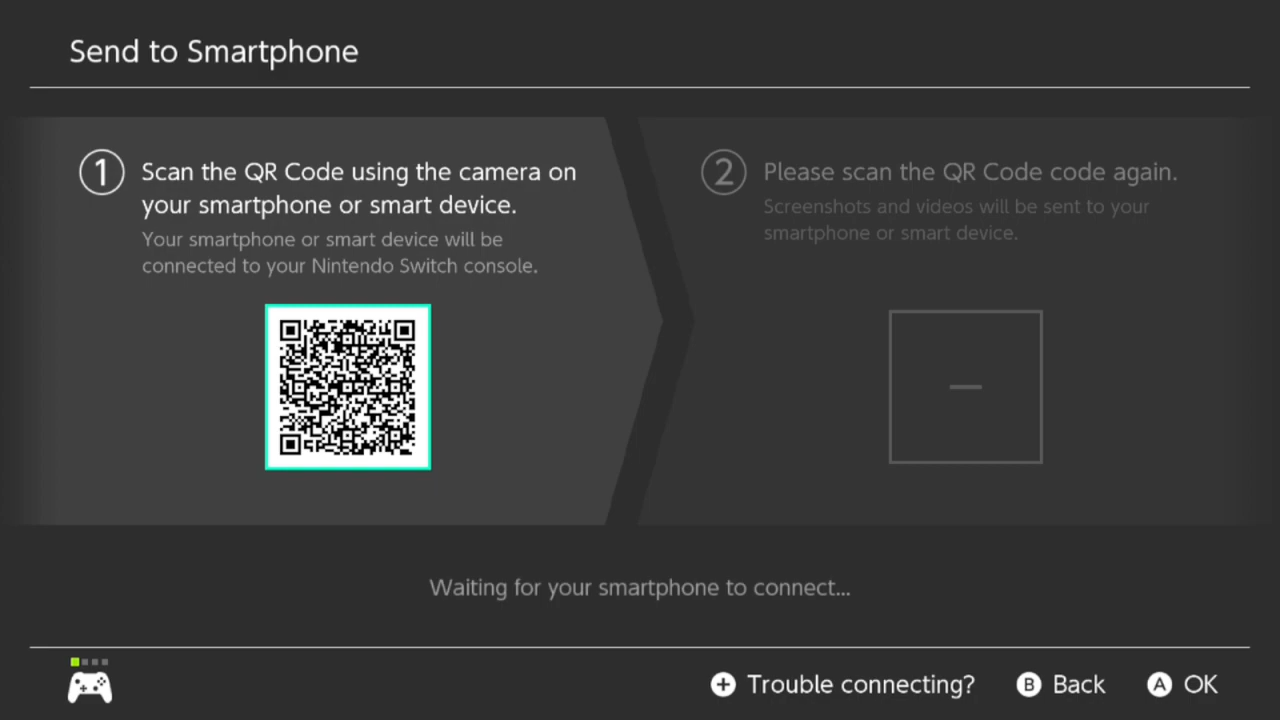 Send to Smartphone
1
Scan the QR Code using the camera on
your smartphone or smart device.
Your smartphone or smart device will be
connected to your Nintendo Switch console.
2
Please scan the QR Code code again.
Screenshots and videos will be sent to your
smartphone or smart device.
Waiting for your smartphone to connect...
+ Trouble connecting? B Back A OK